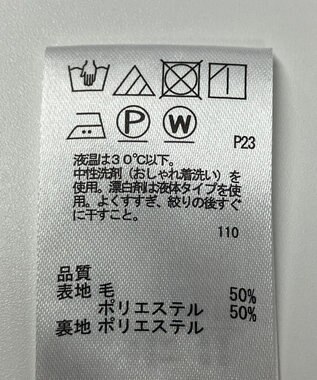 P W P23
液温は30℃以下。
中性洗剤（おしゃれ着洗い）を
使用。漂白剤は液体タイプを使
用。よくすすぎ、絞りの後すぐ
に干すこと。
110
品質
表地 毛 50%
ポリエステル 50%
裏地 ポリエステル